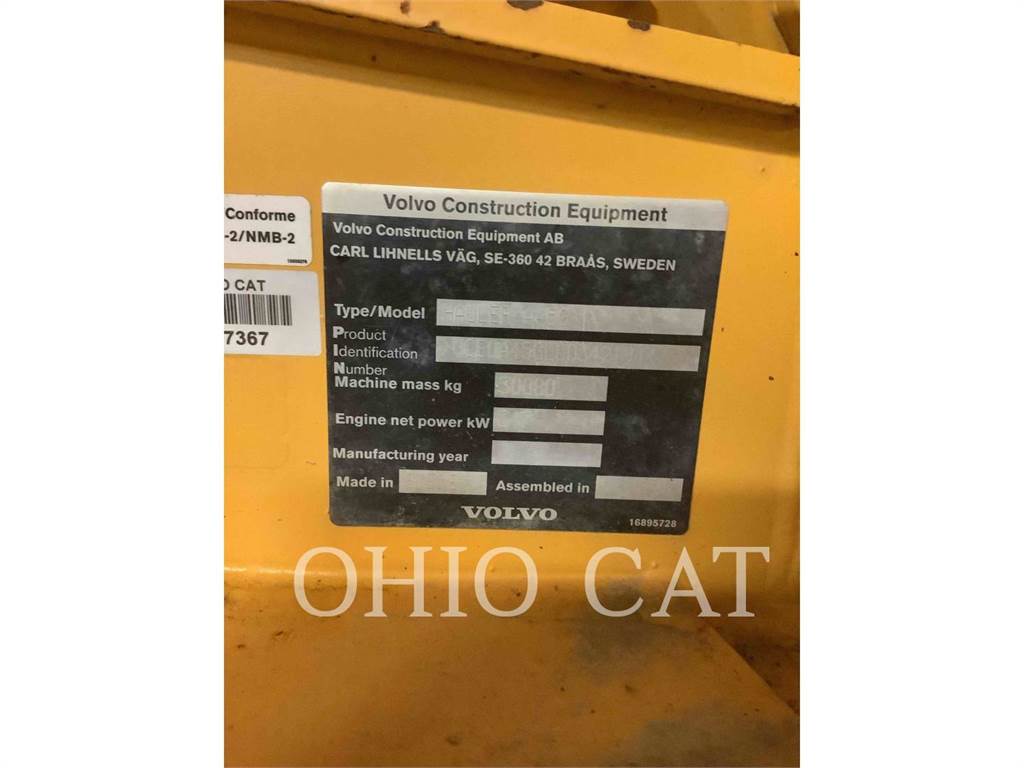 Conforme
-2/NMB-2
CAT
7367
Volvo Construction Equipment
Volvo Construction Equipment AB
CARL LIHNELLS VÄG, SE-360 42 BRAÅS, SWEDEN
Type/Model HAULER
Product
Identification
Number
Machine mass kg
Engine net power kW
Manufacturing year
Made in Assembled in
VOLVO 16895728
OHIO CAT